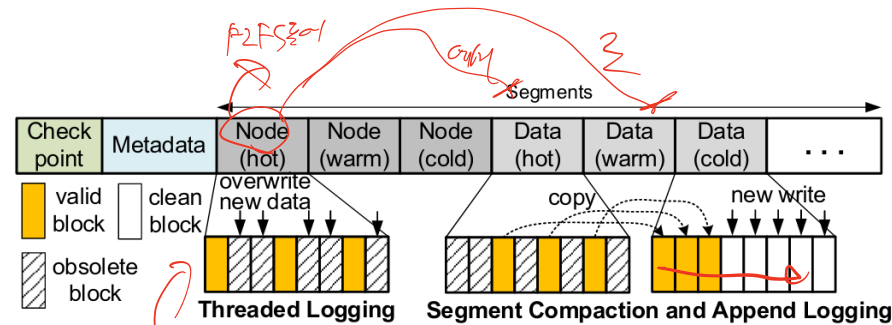 copy
Segments
Check
point
Metadata
Node
(hot)
Node
(warm)
Node
(cold)
Data
(hot)
Data
(warm)
Data
(cold)
...
valid
block
clean
block
obsolete
block
overwrite
new data
copy
new write
Threaded Logging
Segment Compaction and Append Logging